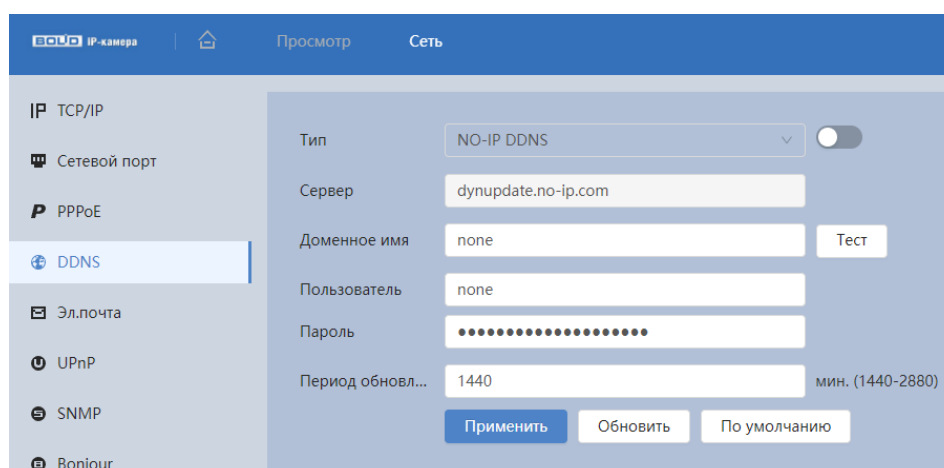 БОЛИД IP-камера Просмотр Сеть
IP TCP/IP
Сетевой порт
PPPoE
DDNS
Эл.почта
UPnP
SNMP
Bonjour
Тип NO-IP DDNS
Сервер dynupdate.no-ip.com
Доменное имя none Тест
Пользователь none
Пароль ••••••••••••••••••••
Период обновл... 1440 мин. (1440-2880)
Применить Обновить По умолчанию